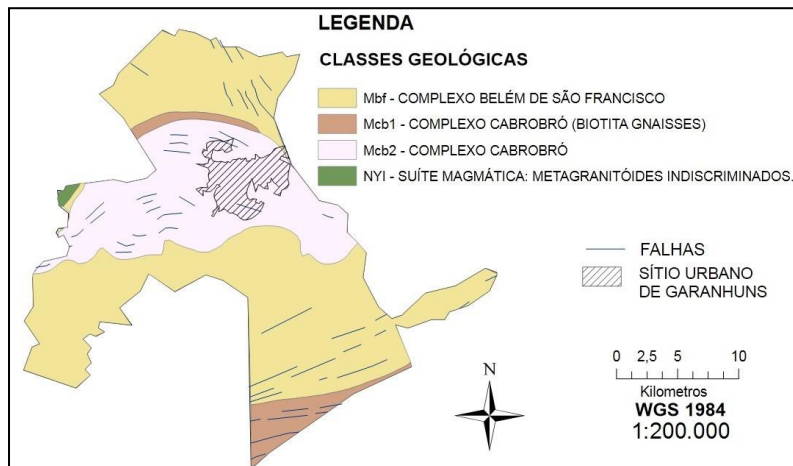 LEGENDA
CLASSES GEOLÓGICAS
Mbf - COMPLEXO BELÉM DE SÃO FRANCISCO
Mcb1 - COMPLEXO CABROBRÓ (BIOTITA GNAISSES)
Mcb2 - COMPLEXO CABROBRÓ
NYI - SUÍTE MAGMÁTICA: METAGRANITÓIDES INDISCRIMINADOS.
FALHAS
SÍTIO URBANO
DE GARANHUNS
N
0 2,5 5 10
Kilometros
WGS 1984
1:200.000